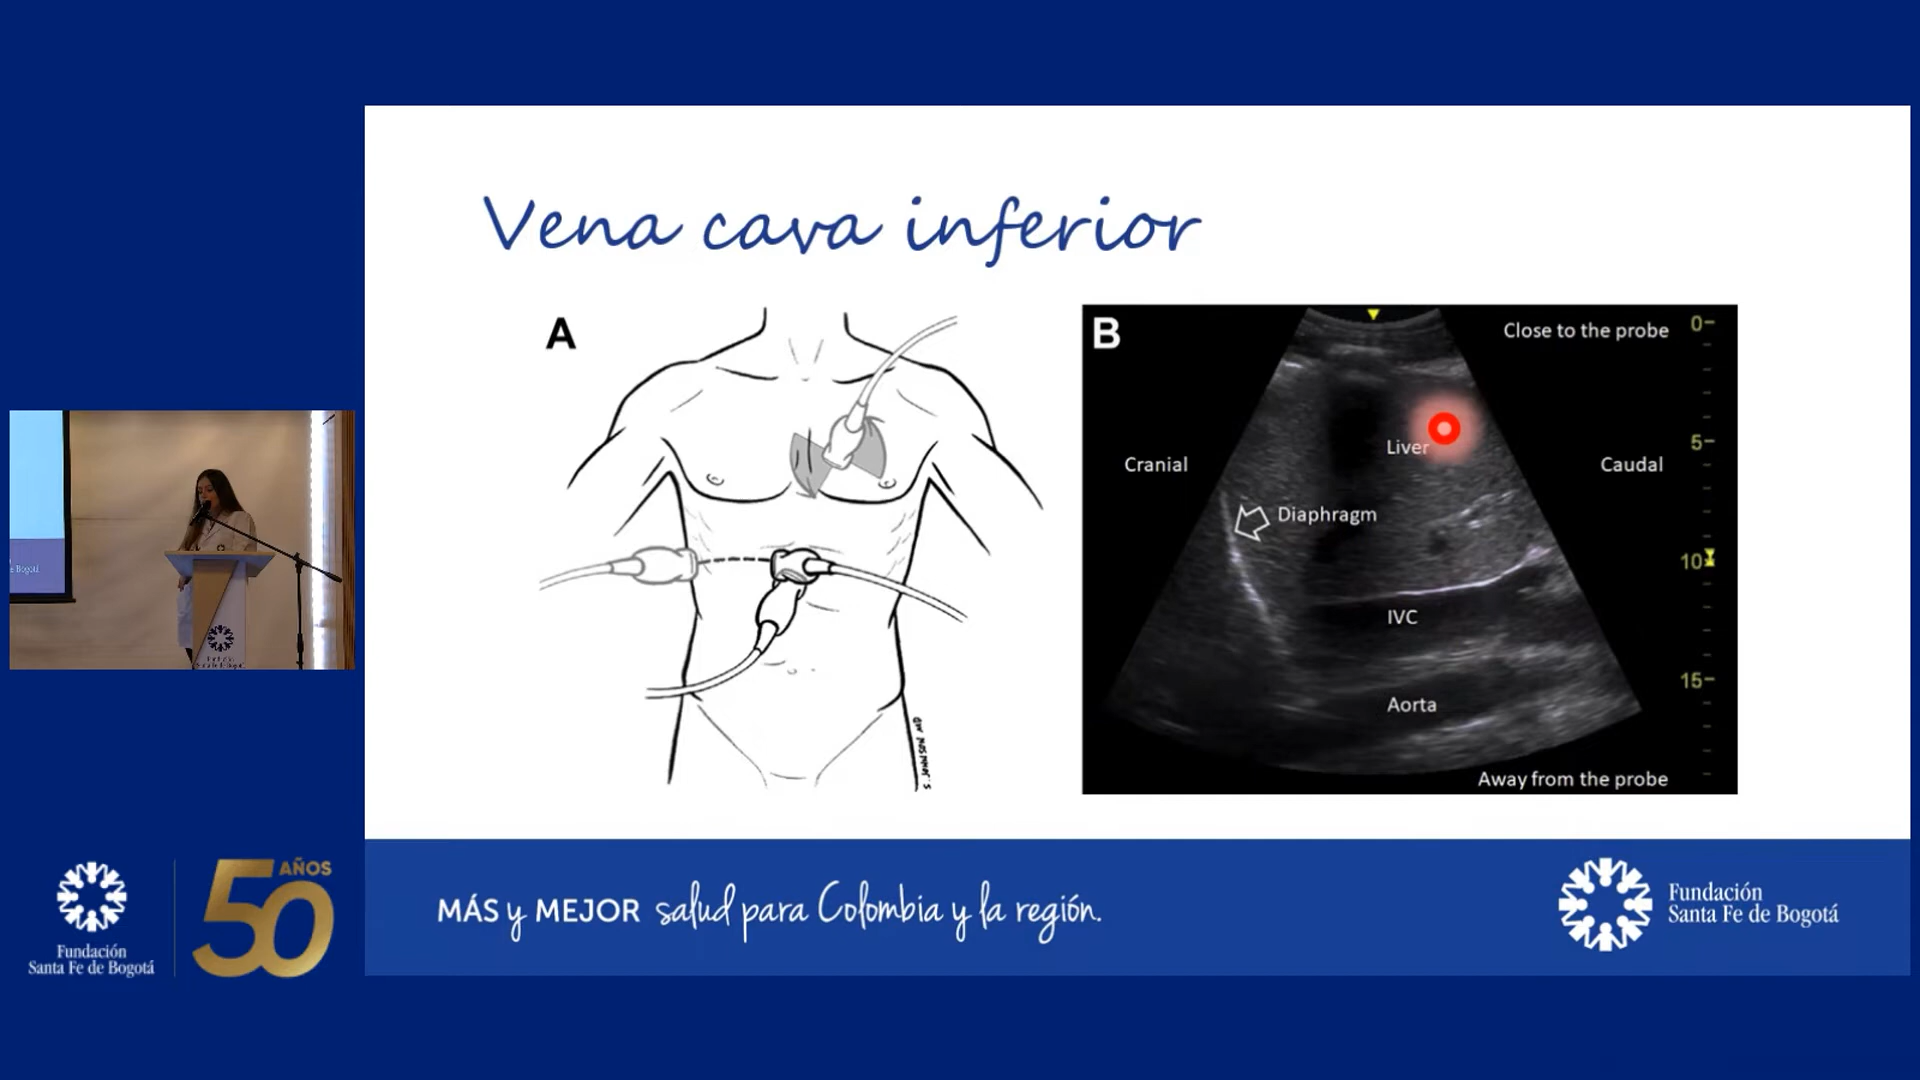 Vena cava inferior
A
B
Close to the probe
0
5
Liver
Cranial
Caudal
Diaphragm
10
IVC
15
Aorta
Away from the probe
MÁS y MEJOR salud para Colombia y la región.
Fundación
Santa Fe de Bogotá
Fundación
Santa Fe de Bogotá
50
AÑOS